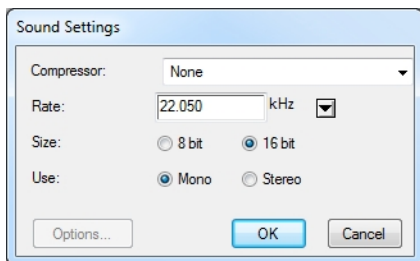 Sound Settings
Compressor: None
Rate: 22.050 kHz
Size: 8 bit 16 bit
Use: Mono Stereo
Options... OK Cancel